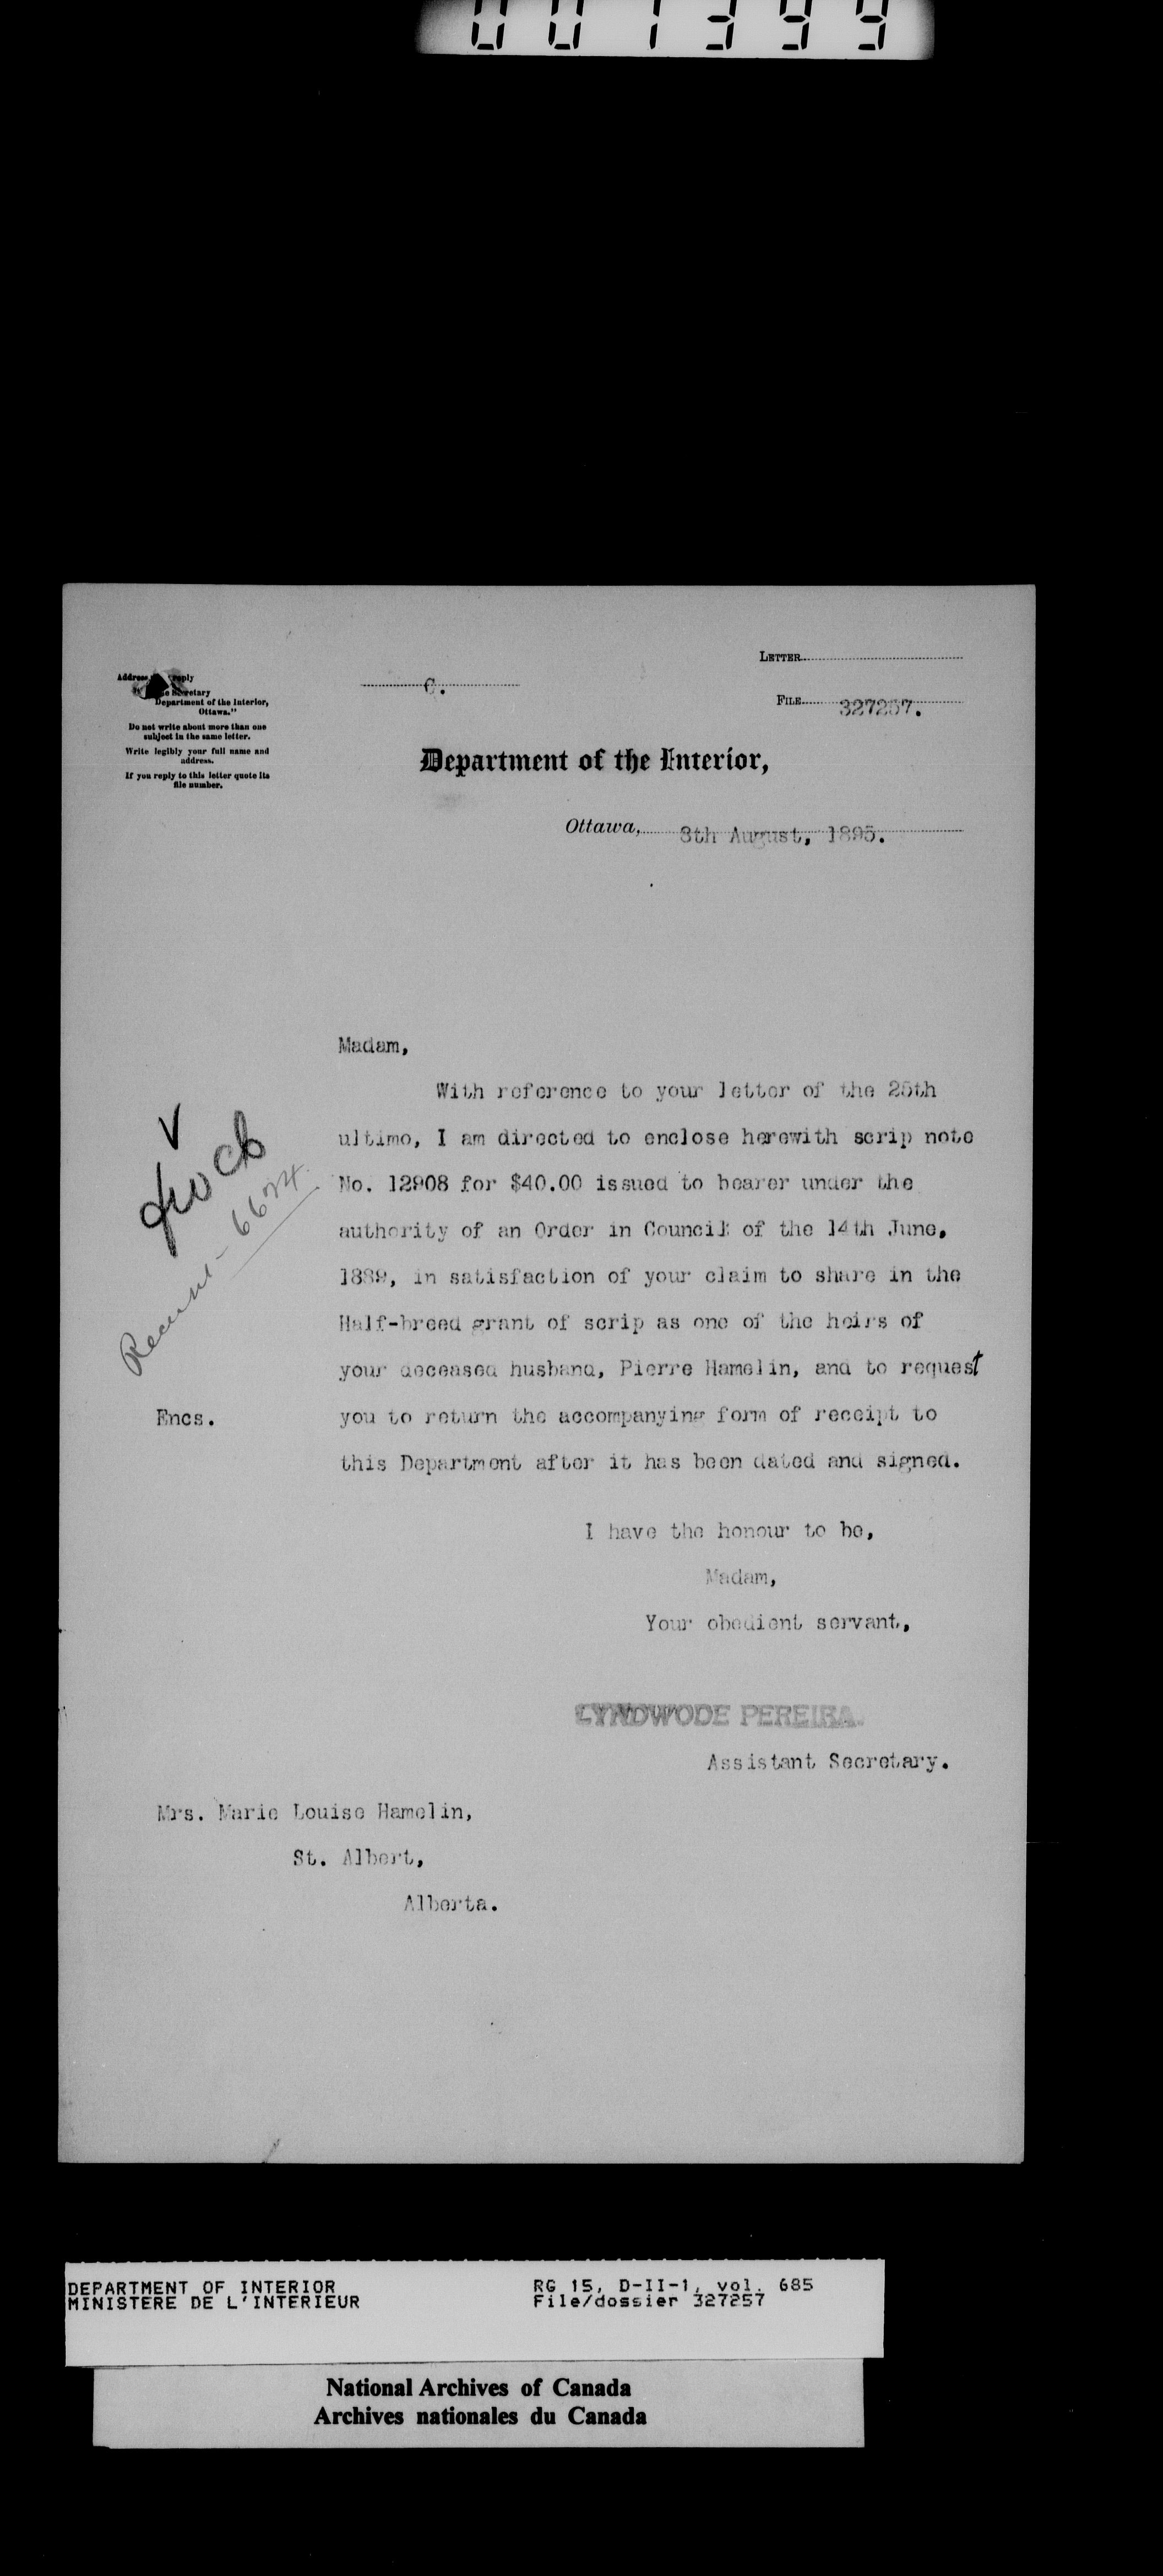 001399
LETTER
Address reply
Secretary
Department of the Interior,
Ottawa."
Do not write about more than one
subject in the same letter.
Write legibly your full name and
address.
If you reply to this letter quote its
file number.
C.
FILE 327257.
Department of the Interior,
Ottawa, 8th August, 1895.
Madam,
With reference to your letter of the 25th
ultimo, I am directed to enclose herewith scrip note
No. 12908 for $40.00 issued to bearer under the
authority of an Order in Council of the 14th June,
1889, in satisfaction of your claim to share in the
Half-breed grant of scrip as one of the heirs of
your deceased husband, Pierre Hamelin, and to request
Encs. you to return the accompanying form of receipt to
this Department after it has been dated and signed.
I have the honour to be,
Madam,
Your obedient servant,
LYNDWODE PEREIRA.
Assistant Secretary.
Mrs. Marie Louise Hamelin,
St. Albert,
Alberta.
DEPARTMENT OF INTERIOR
MINISTERE DE L'INTERIEUR
RG 15, D-II-1, vol. 685
File/dossier 327257
National Archives of Canada
Archives nationales du Canada